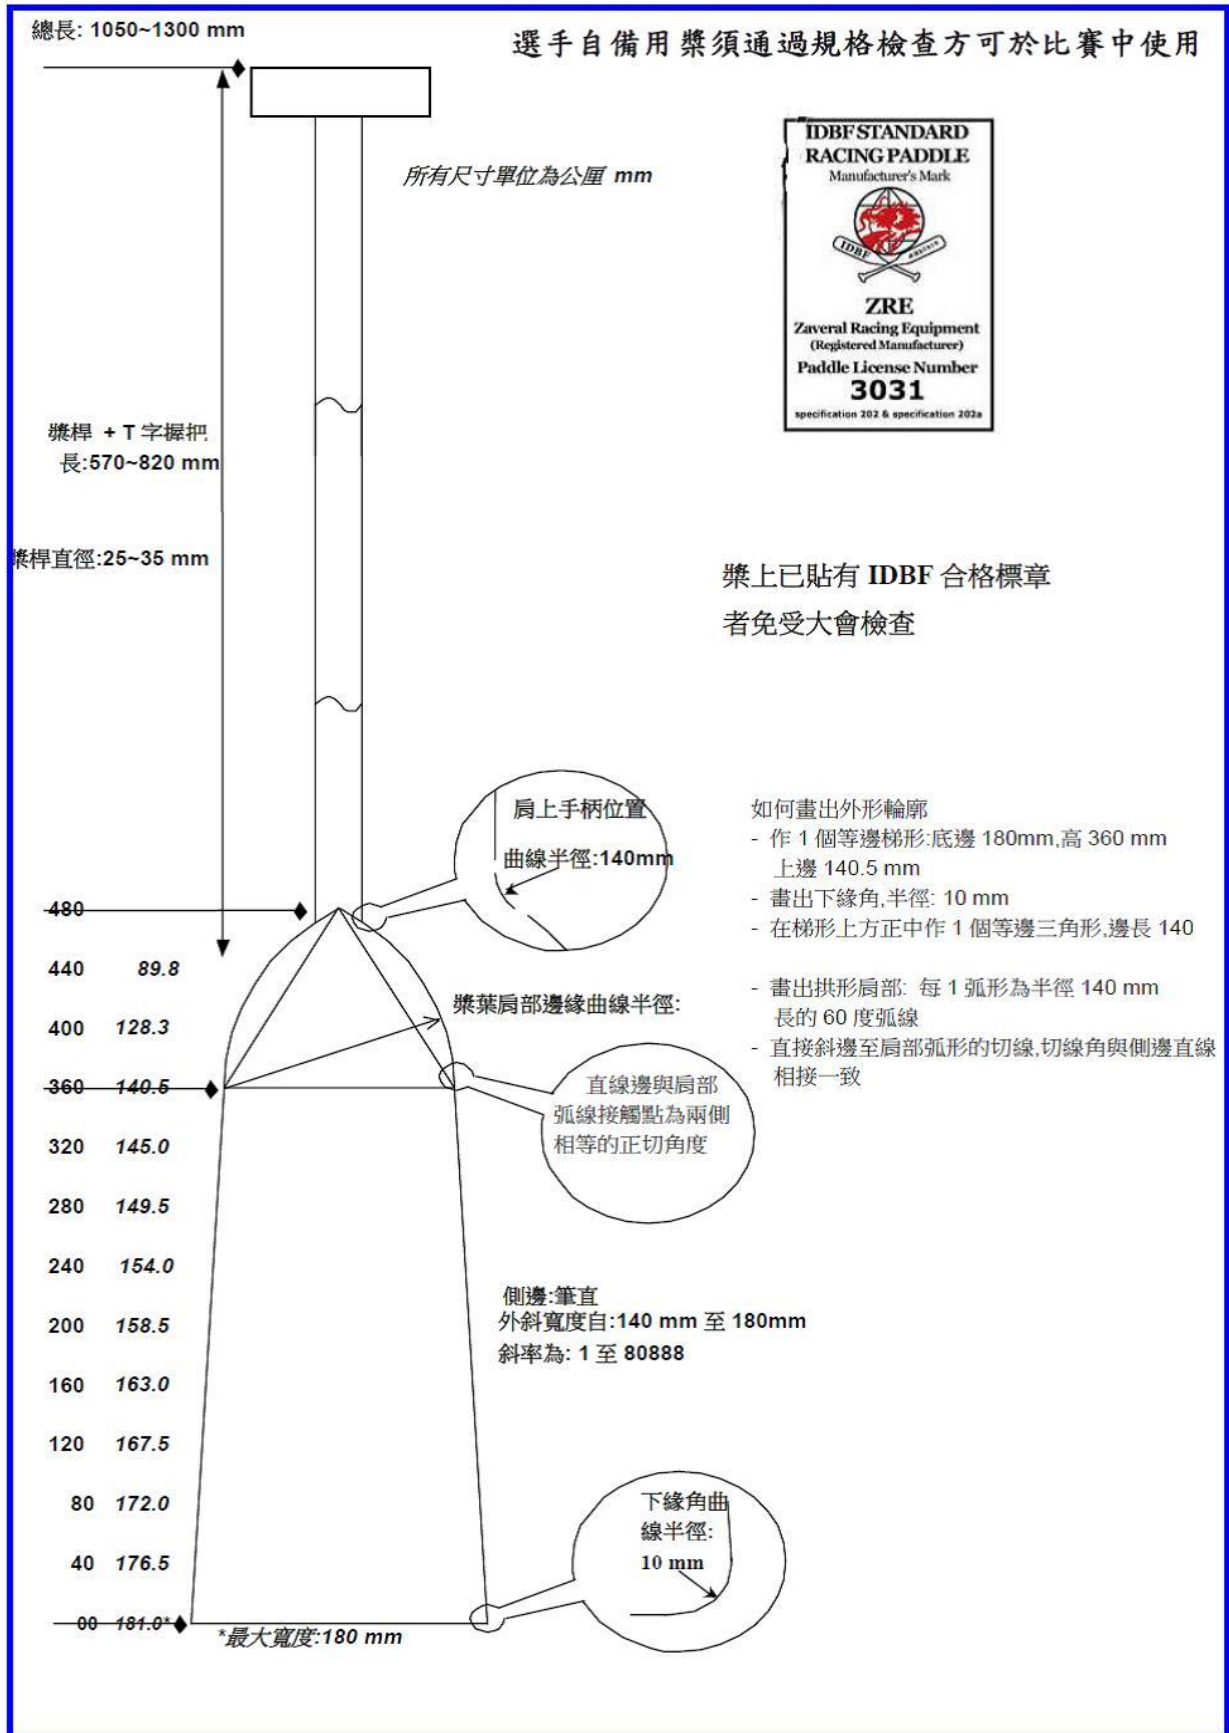 總長: 1050~1300 mm
選手自備用槳須通過規格檢查方可於比賽中使用
IDBF STANDARD
RACING PADDLE
Manufacturer's Mark
IDBF
ZRE
Zaveral Racing Equipment
(Registered Manufacturer)
Paddle License Number
3031
specification 202 & specification 202a
所有尺寸單位為公厘 mm
槳桿 + T 字握把
長:570~820 mm
槳桿直徑:25~35 mm
槳上已貼有 IDBF 合格標章
者免受大會檢查
肩上手柄位置
曲線半徑:140mm
如何畫出外形輪廓
- 作 1 個等邊梯形:底邊 180mm,高 360 mm
上邊 140.5 mm
- 畫出下緣角,半徑: 10 mm
- 在梯形上方正中作 1 個等邊三角形,邊長 140
- 畫出拱形肩部: 每 1 弧形為半徑 140 mm
長的 60 度弧線
- 直接斜邊至肩部弧形的切線,切線角與側邊直線
相接一致
480
440 89.8
槳葉肩部邊緣曲線半徑:
400 128.3
360 140.5
直線邊與肩部
弧線接觸點為兩側
相等的正切角度
320 145.0
280 149.5
240 154.0
側邊:筆直
外斜寬度自:140 mm 至 180mm
斜率為: 1 至 80888
200 158.5
160 163.0
120 167.5
80 172.0
40 176.5
下緣角曲
線半徑:
10 mm
00 181.0*
*最大寬度:180 mm